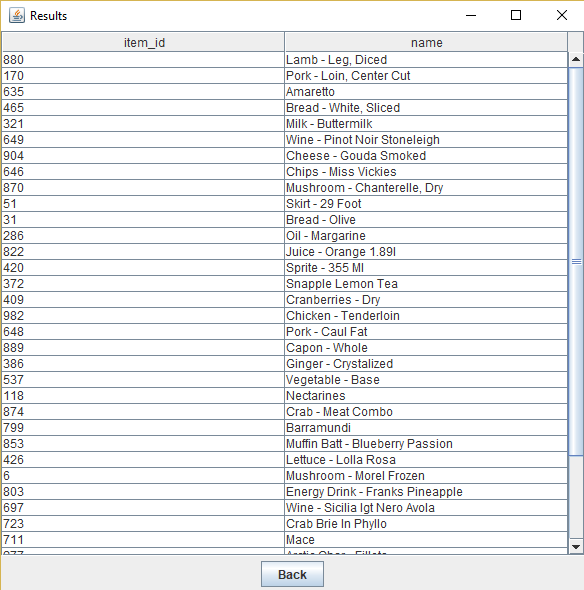 Results
item_id name
880 Lamb - Leg, Diced
170 Pork - Loin, Center Cut
635 Amaretto
465 Bread - White, Sliced
321 Milk - Buttermilk
649 Wine - Pinot Noir Stoneleigh
904 Cheese - Gouda Smoked
646 Chips - Miss Vickies
870 Mushroom - Chanterelle, Dry
51 Skirt - 29 Foot
31 Bread - Olive
286 Oil - Margarine
822 Juice - Orange 1.89l
420 Sprite - 355 Ml
372 Snapple Lemon Tea
409 Cranberries - Dry
982 Chicken - Tenderloin
648 Pork - Caul Fat
889 Capon - Whole
386 Ginger - Crystalized
537 Vegetable - Base
118 Nectarines
874 Crab - Meat Combo
799 Barramundi
853 Muffin Batt - Blueberry Passion
426 Lettuce - Lolla Rosa
6 Mushroom - Morel Frozen
803 Energy Drink - Franks Pineapple
697 Wine - Sicilia Igt Nero Avola
723 Crab Brie In Phyllo
711 Mace
Back